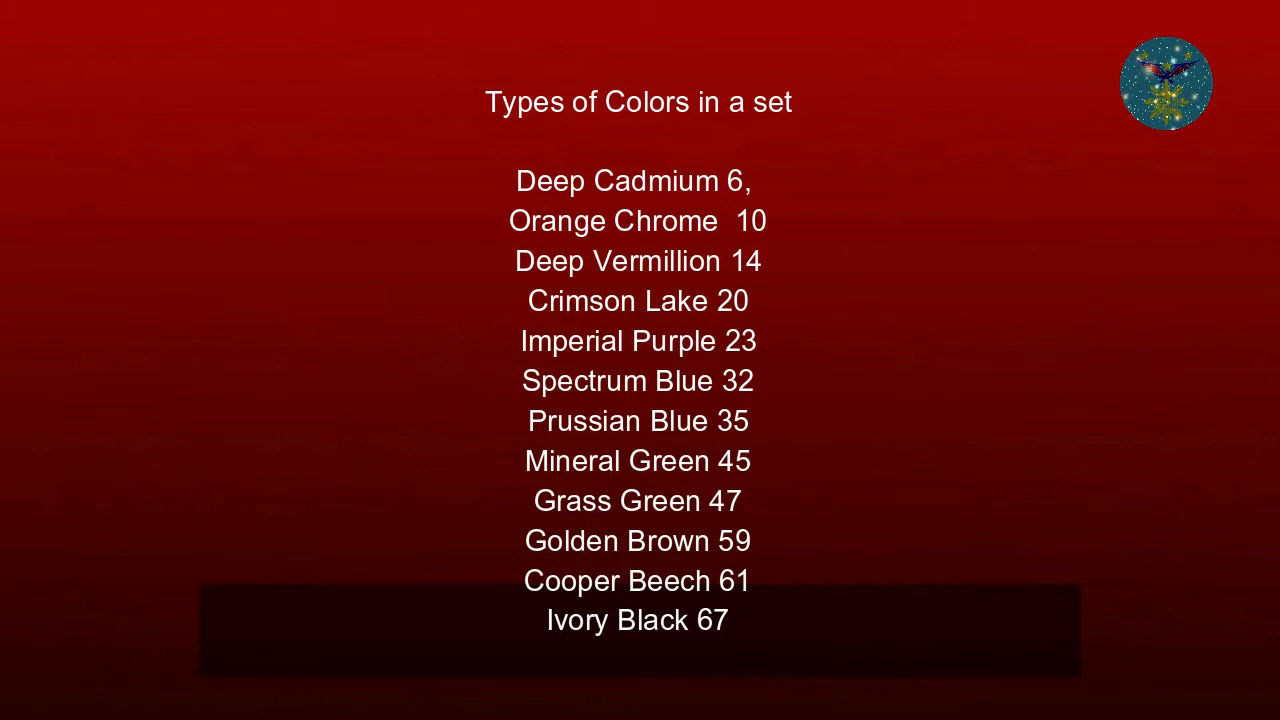 Types of Colors in a set
Deep Cadmium 6,
Orange Chrome  10
Deep Vermillion 14
Crimson Lake 20
Imperial Purple 23
Spectrum Blue 32
Prussian Blue 35
Mineral Green 45
Grass Green 47
Golden Brown 59
Cooper Beech 61
Ivory Black 67